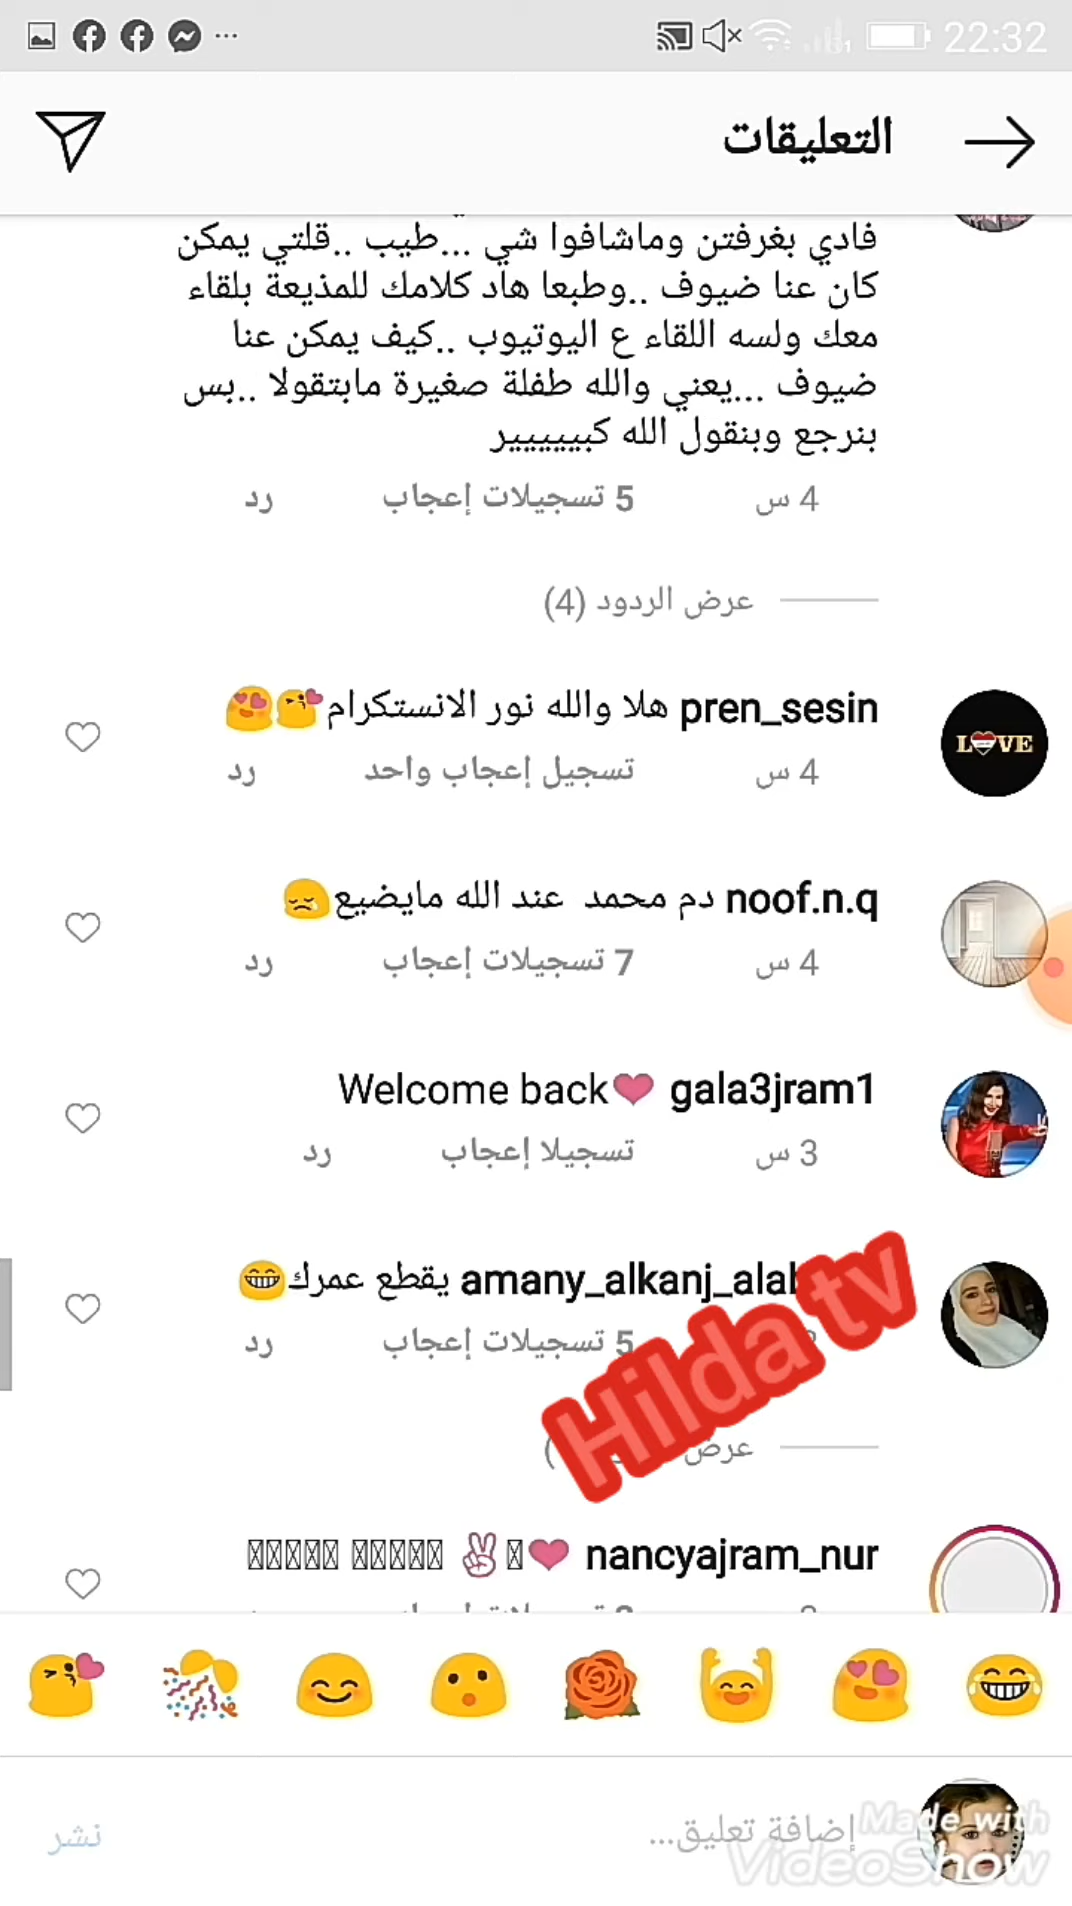 22:32
التعليقات
فادي بغرفتن وماشافوا شي ...طيب ..قلتي يمكن
كان عنا ضيوف ..وطبعا هاد كلامك للمذيعة بلقاء
معك ولسه اللقاء ع اليوتيوب ..كيف يمكن عنا
ضيوف ...يعني والله طفلة صغيرة مابتقولا ..بس
بنرجع وبنقول الله كبييييير
4 س 5 تسجيلات إعجاب رد
عرض الردود (4)
pren_sesin هلا والله نور الانستكرام😘😍
LOVE
4 س تسجيل إعجاب واحد رد
noof.n.q دم محمد عند الله مايضيع😢
4 س 7 تسجيلات إعجاب رد
gala3jram1 ❤Welcome back
3 س تسجيلا إعجاب رد
amany_alkanj_alab يقطع عمرك😁
5 تسجيلات إعجاب رد
Hilda tv
عرض
nancyajram_nur ❤ ✌
إضافة تعليق...
نشر
Made with
VideoShow